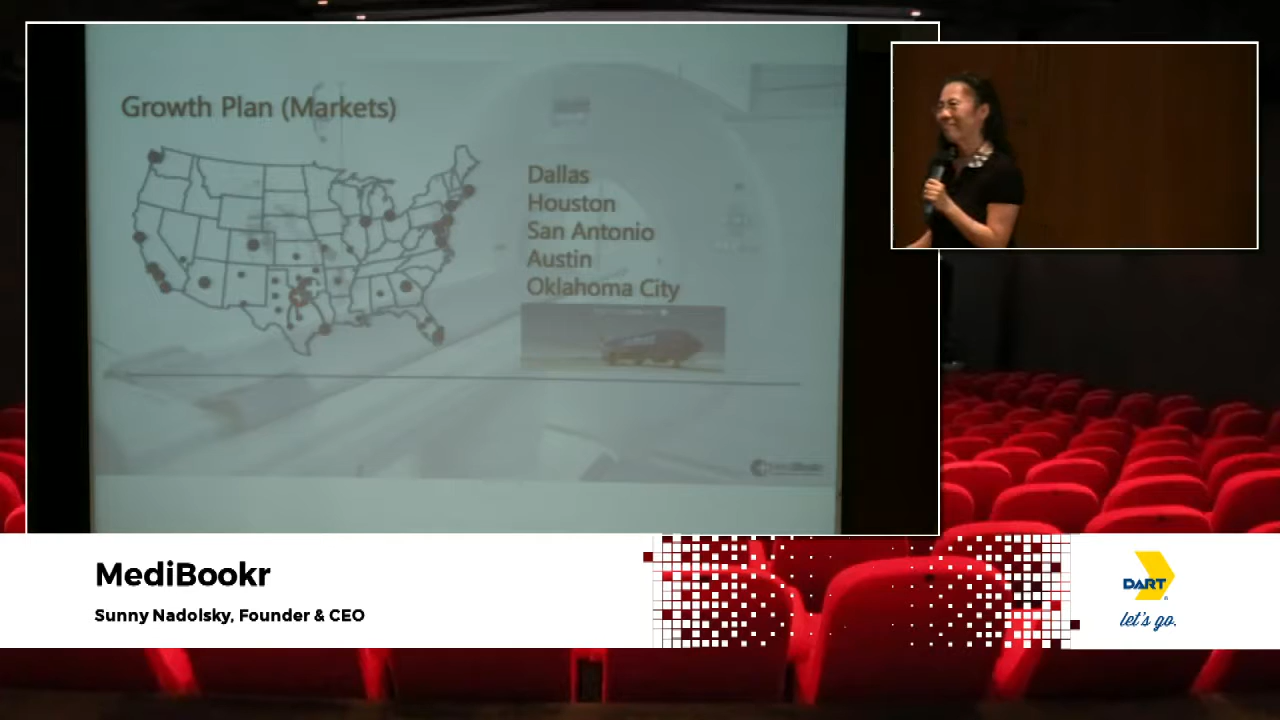 Growth Plan (Markets)
Dallas
Houston
San Antonio
Austin
Oklahoma City
MediBookr
Sunny Nadolsky, Founder & CEO
DART
let's go.